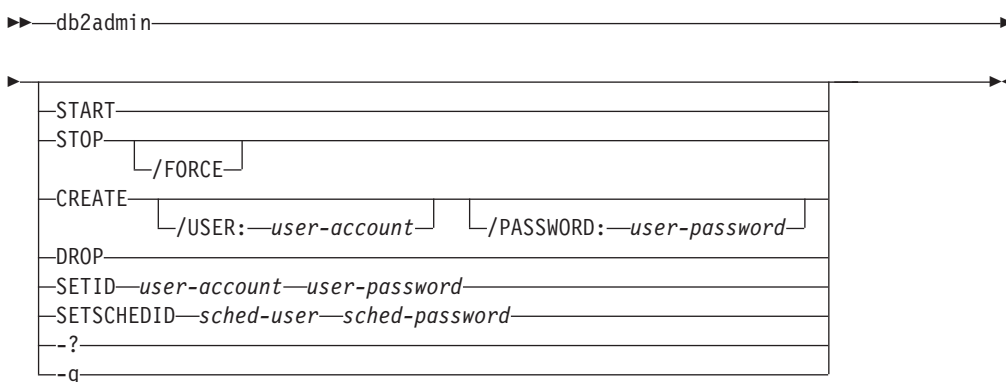 db2admin
START
STOP
/FORCE
CREATE
/USER: user-account /PASSWORD: user-password
DROP
SETID user-account user-password
SETSCHEDID sched-user sched-password
-?
-q